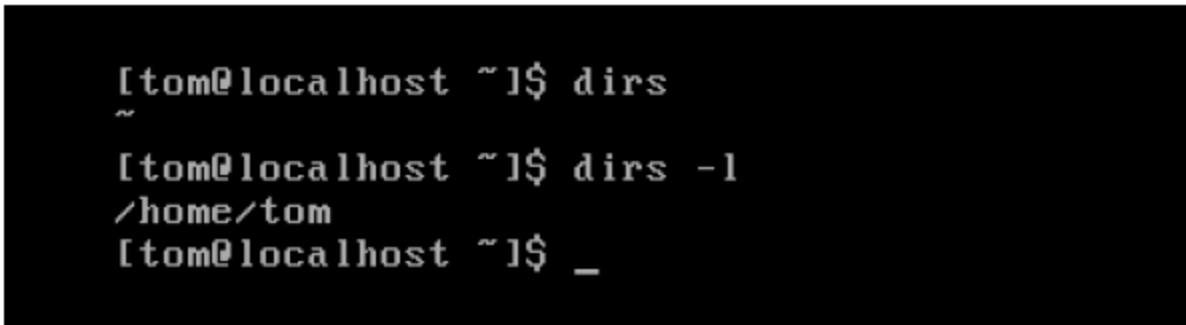 [tom@localhost ~]$ dirs
~
[tom@localhost ~]$ dirs -l
/home/tom
[tom@localhost ~]$ _